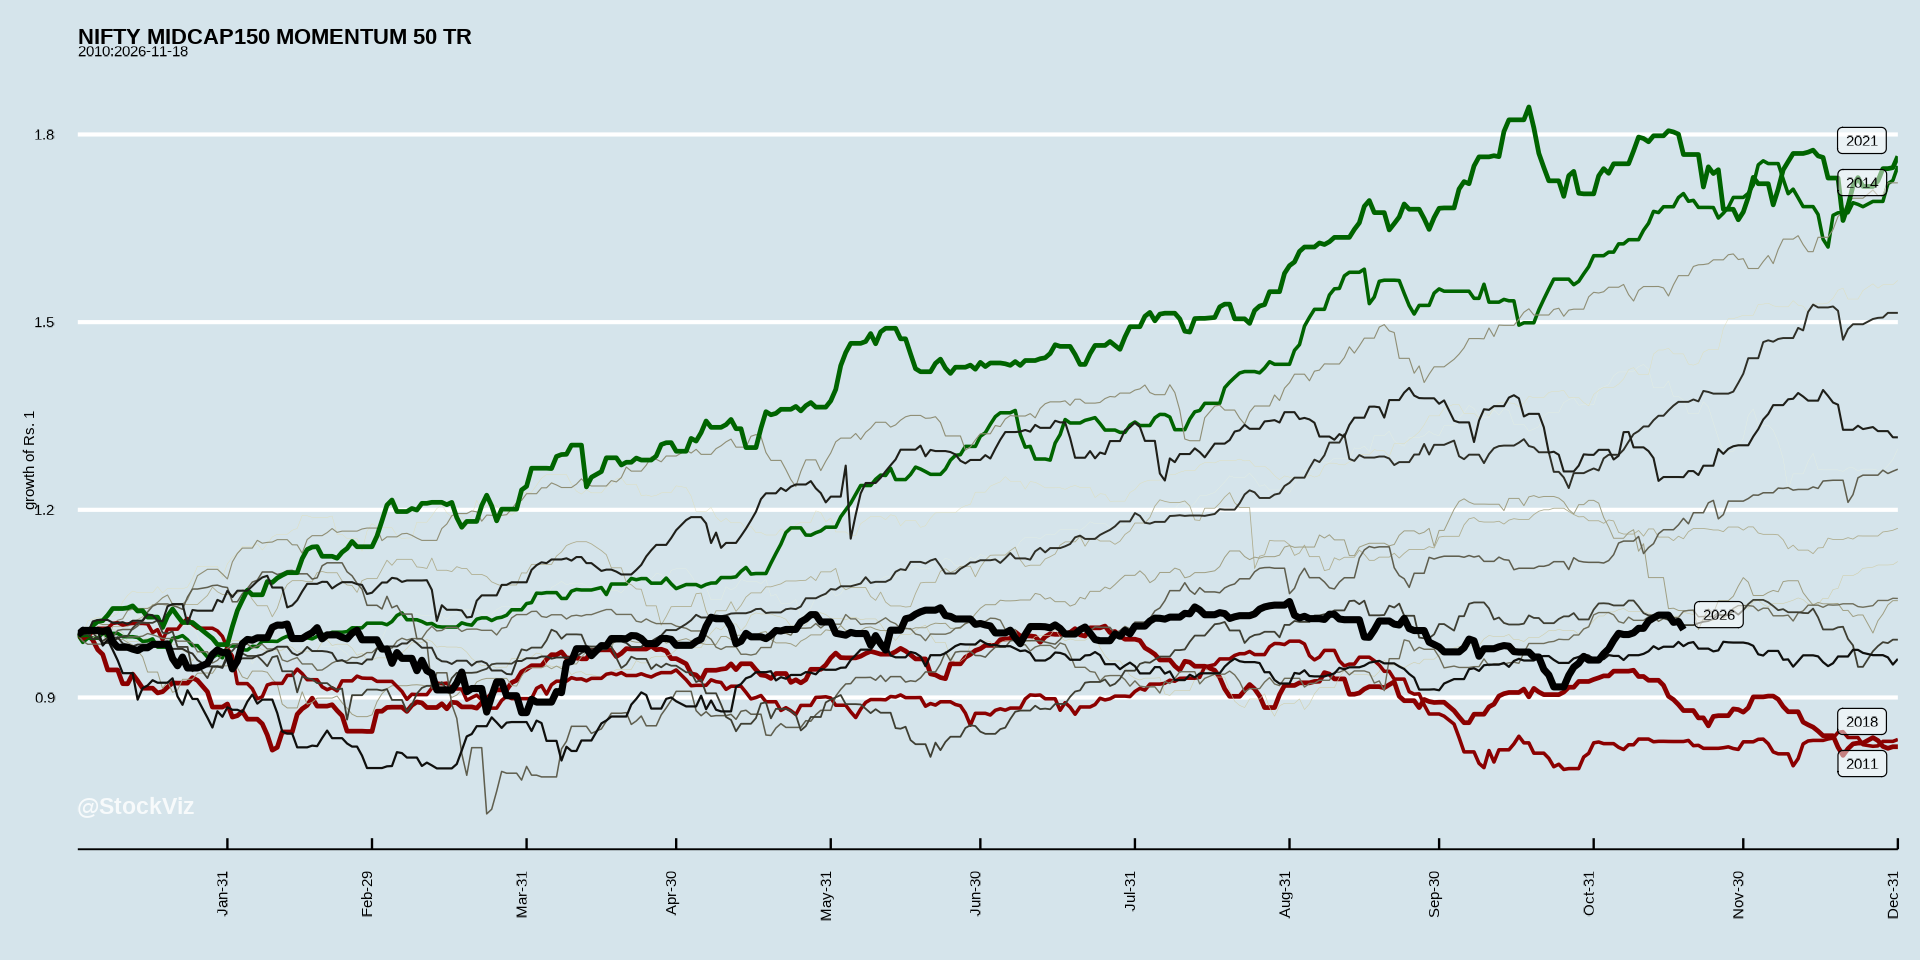 NIFTY MIDCAP150 MOMENTUM 50 TR
2010:2026-11-18
1.8
1.5
1.2
0.9
growth of Rs. 1
2021
2014
2026
2018
2011
@StockViz
Jan-31
Feb-29
Mar-31
Apr-30
May-31
Jun-30
Jul-31
Aug-31
Sep-30
Oct-31
Nov-30
Dec-31